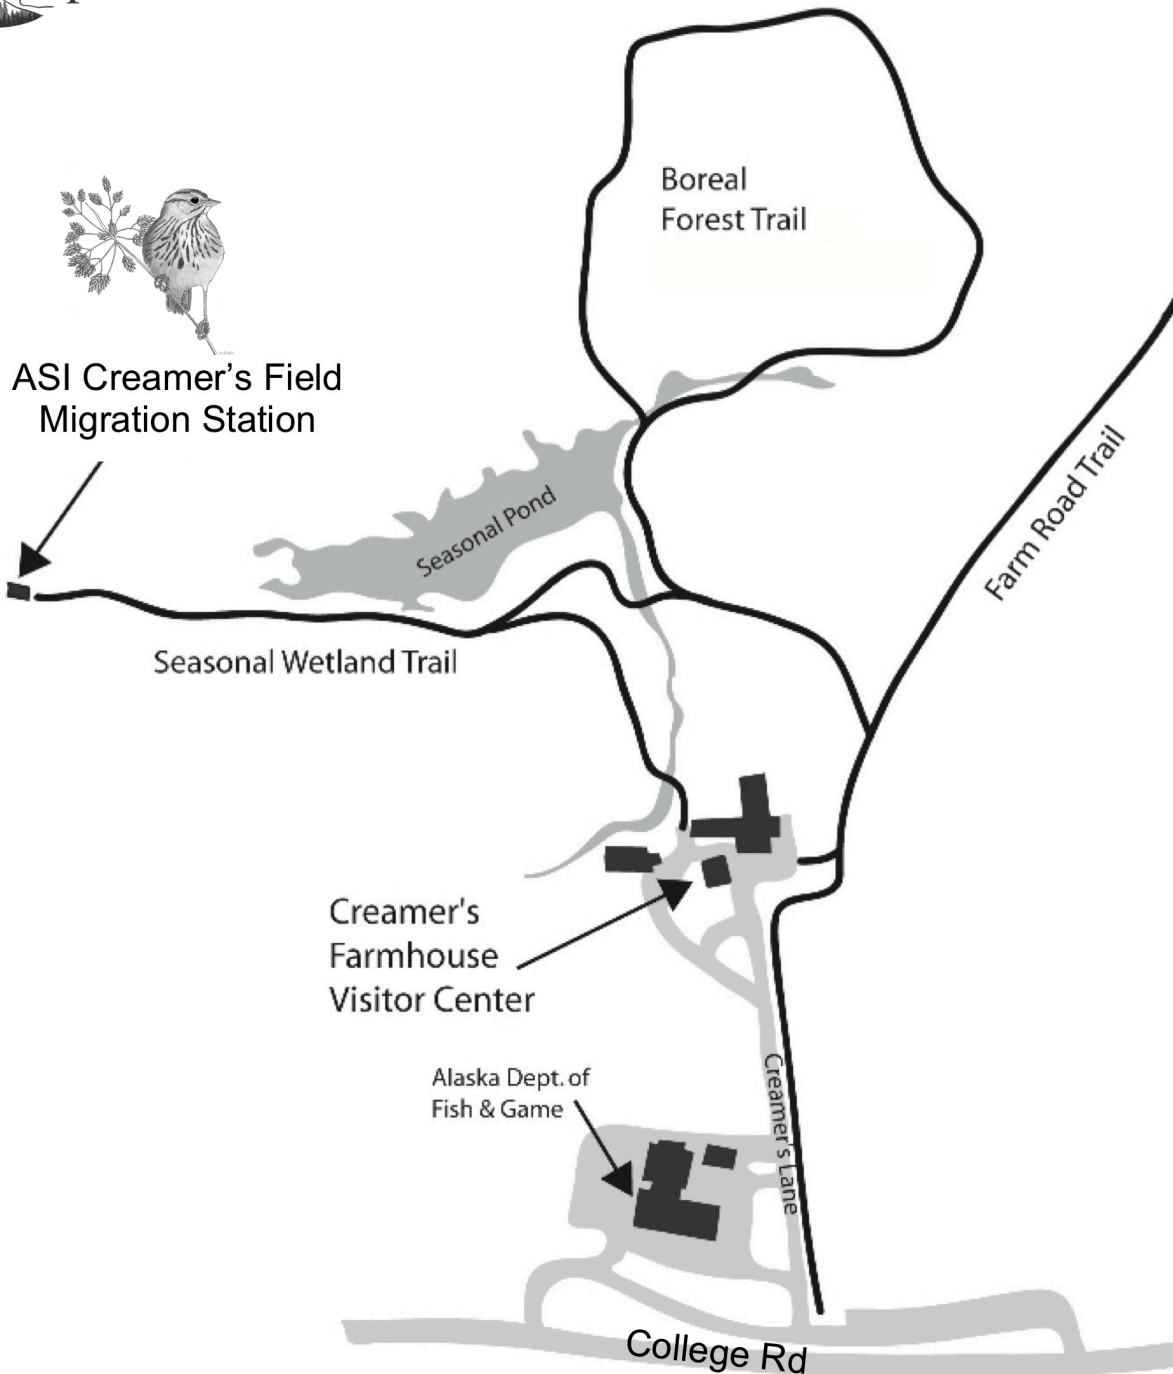 Boreal
Forest Trail
ASI Creamer’s Field
Migration Station
Farm Road Trail
Seasonal Pond
Seasonal Wetland Trail
Creamer's
Farmhouse
Visitor Center
Alaska Dept. of
Fish & Game
Creamer's Lane
College Rd